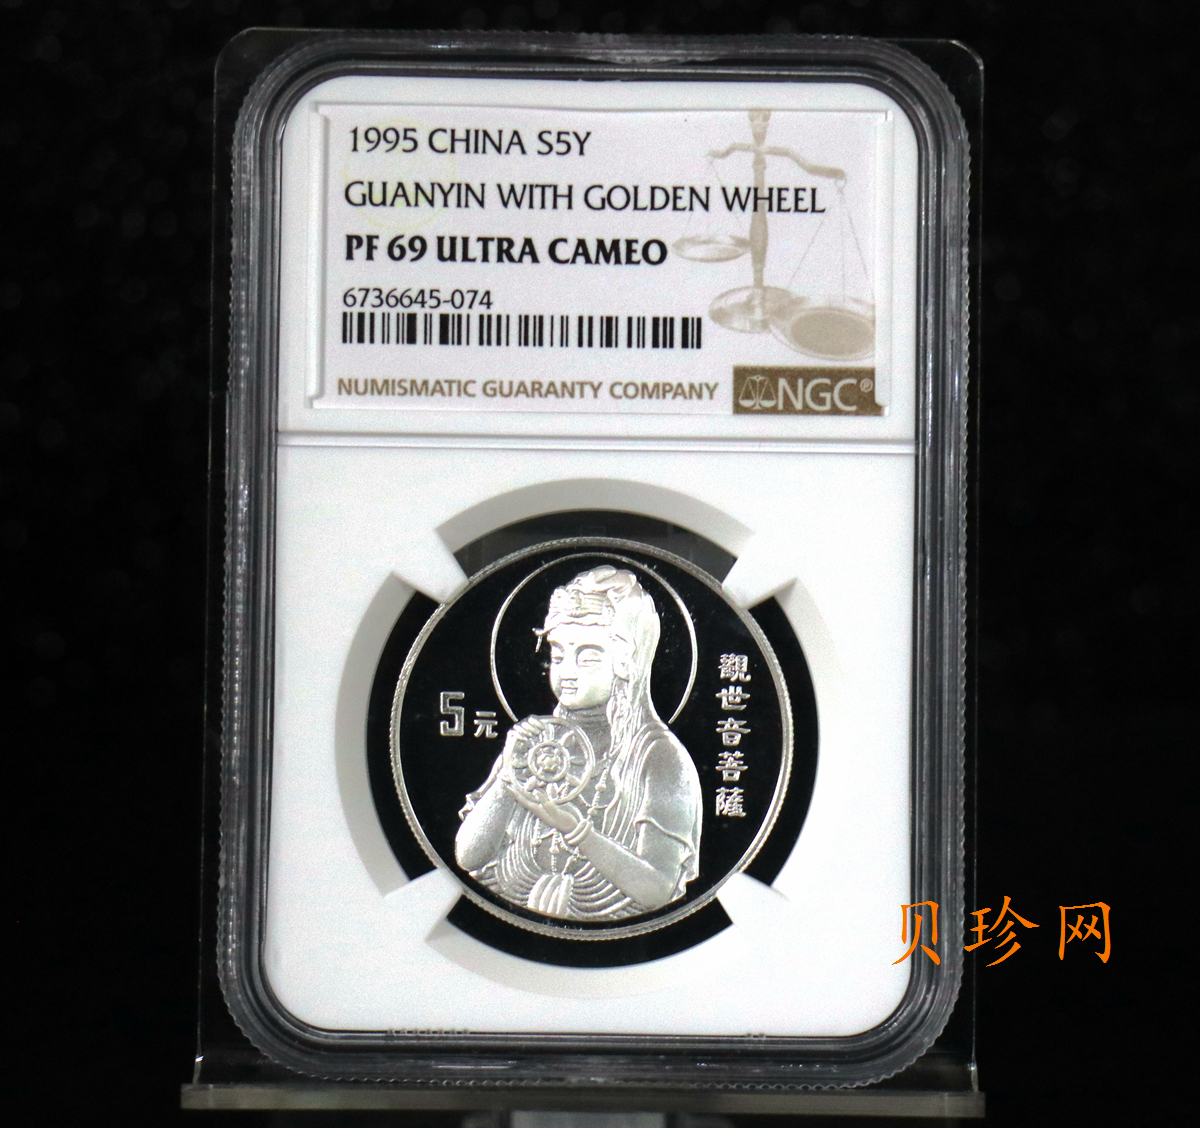 1995 CHINA S5Y
GUANYIN WITH GOLDEN WHEEL
PF 69 ULTRA CAMEO
6736645-074
NUMISMATIC GUARANTY COMPANY
NGC®
5元
觀世音菩薩
贝珍网